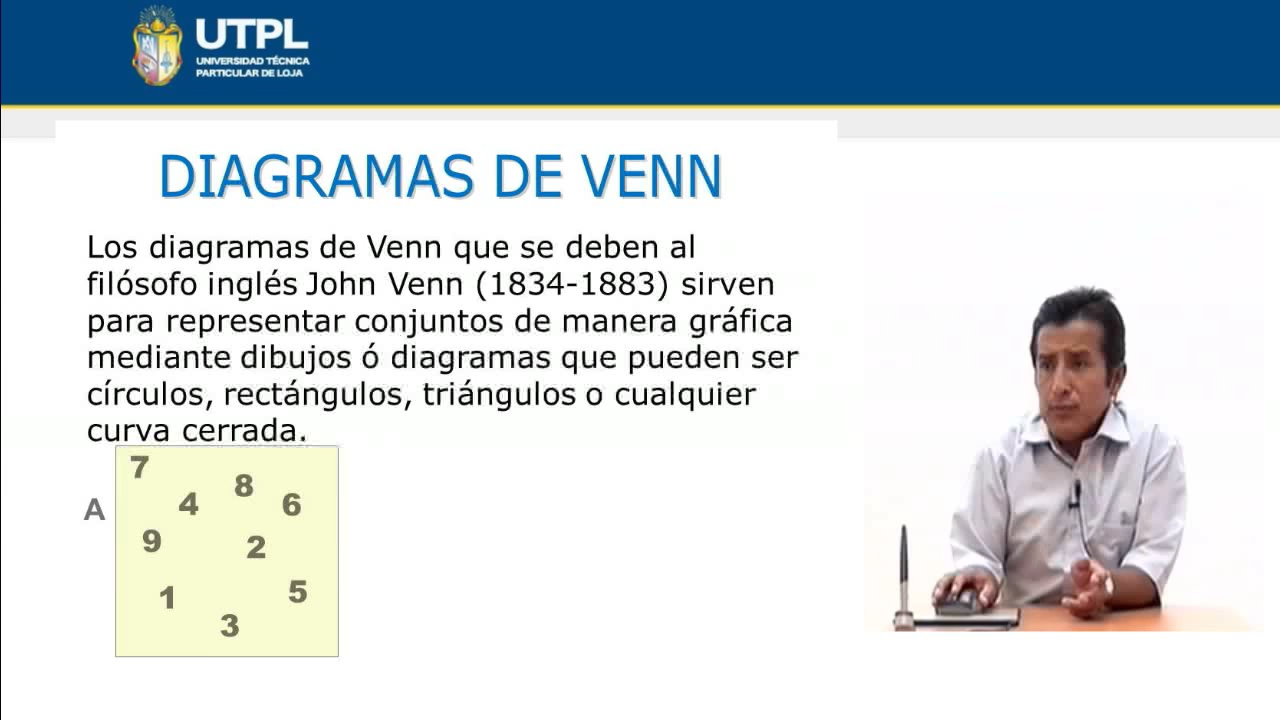 UTPL
UNIVERSIDAD TÉCNICA
PARTICULAR DE LOJA
DIAGRAMAS DE VENN
Los diagramas de Venn que se deben al
filósofo inglés John Venn (1834-1883) sirven
para representar conjuntos de manera gráfica
mediante dibujos ó diagramas que pueden ser
círculos, rectángulos, triángulos o cualquier
curva cerrada.
7
8
4
6
A
9
2
1
5
3